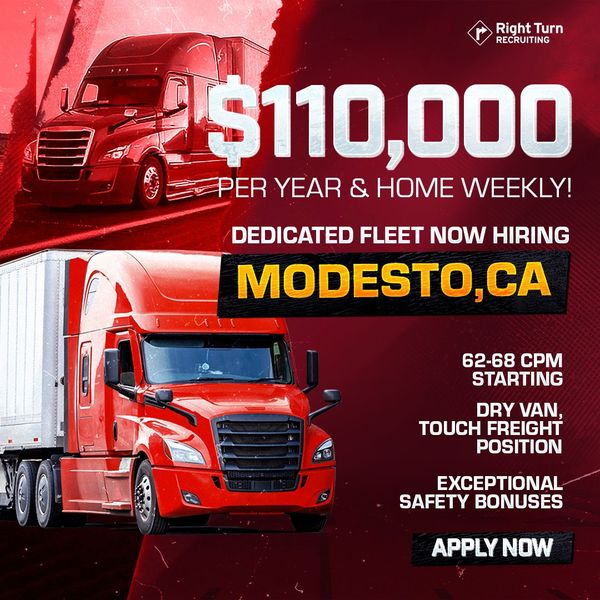 Right Turn
RECRUITING
$110,000
PER YEAR & HOME WEEKLY!
DEDICATED FLEET NOW HIRING
MODESTO,CA
62-68 CPM
STARTING
DRY VAN,
TOUCH FREIGHT
POSITION
EXCEPTIONAL
SAFETY BONUSES
APPLY NOW